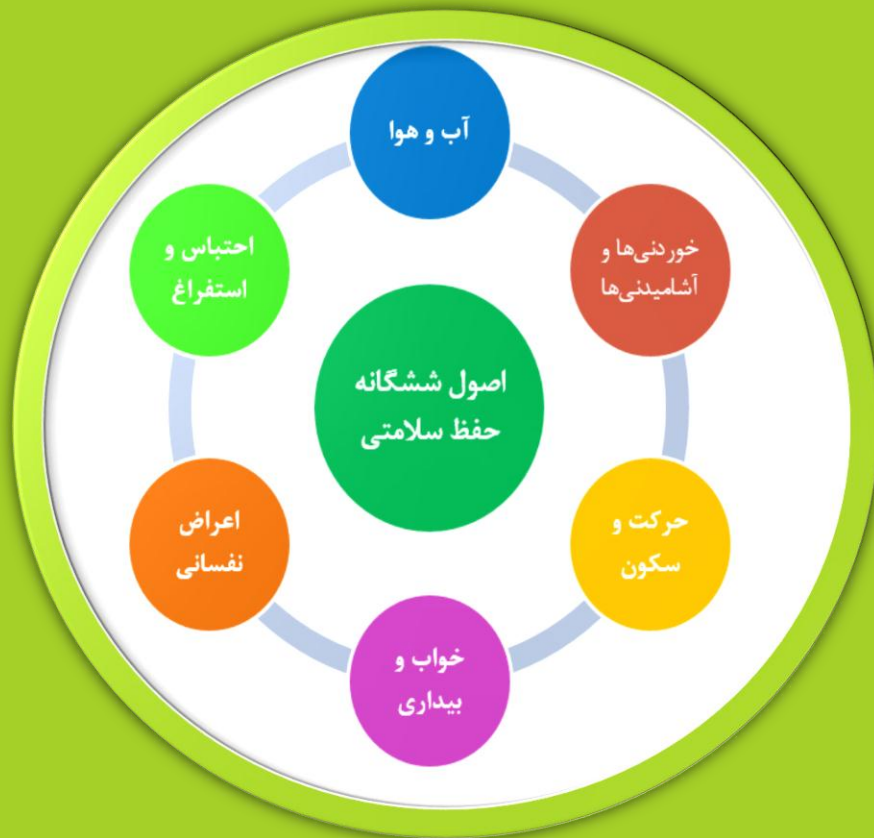 آب و هوا
خوردنی‌ها و
آشامیدنی‌ها
حرکت و
سکون
خواب و
بیداری
اعراض
نفسانی
احتباس و
استفراغ
اصول ششگانه
حفظ سلامتی